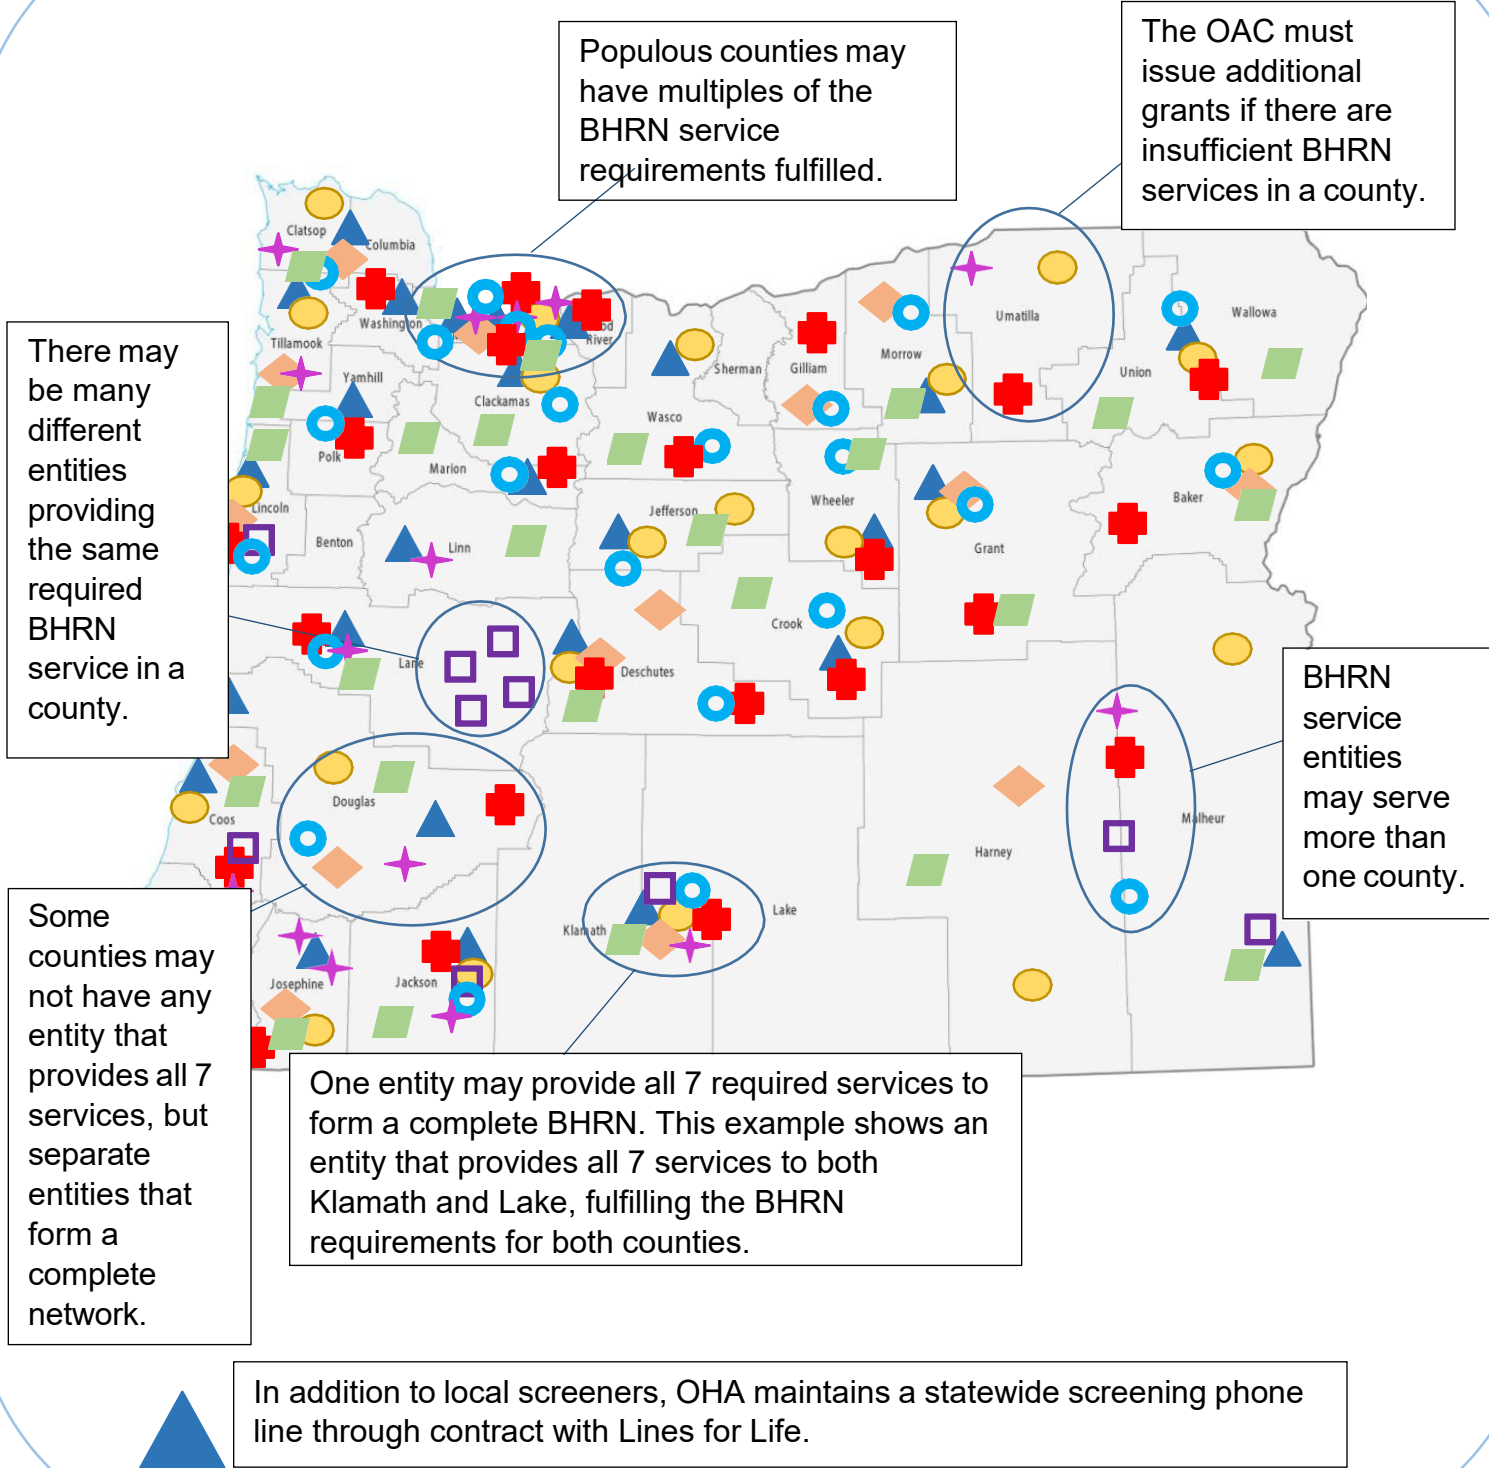 Populous counties may
have multiples of the
BHRN service
requirements fulfilled.
The OAC must
issue additional
grants if there are
insufficient BHRN
services in a county.
There may
be many
different
entities
providing
the same
required
BHRN
service in a
county.
Clatsop
Columbia
Washington
Tillamook
Yamhill
River
Clackamas
Polk
Marion
Lincoln
Benton
Linn
Sherman
Gilliam
Morrow
Umatilla
Union
Wallowa
Wasco
Jefferson
Wheeler
Grant
Baker
Lane
Deschutes
Crook
Douglas
Coos
Klamath
Lake
Harney
Malheur
Josephine
Jackson
BHRN
service
entities
may serve
more than
one county.
Some
counties may
not have any
entity that
provides all 7
services, but
separate
entities that
form a
complete
network.
One entity may provide all 7 required services to
form a complete BHRN. This example shows an
entity that provides all 7 services to both
Klamath and Lake, fulfilling the BHRN
requirements for both counties.
In addition to local screeners, OHA maintains a statewide screening phone
line through contract with Lines for Life.